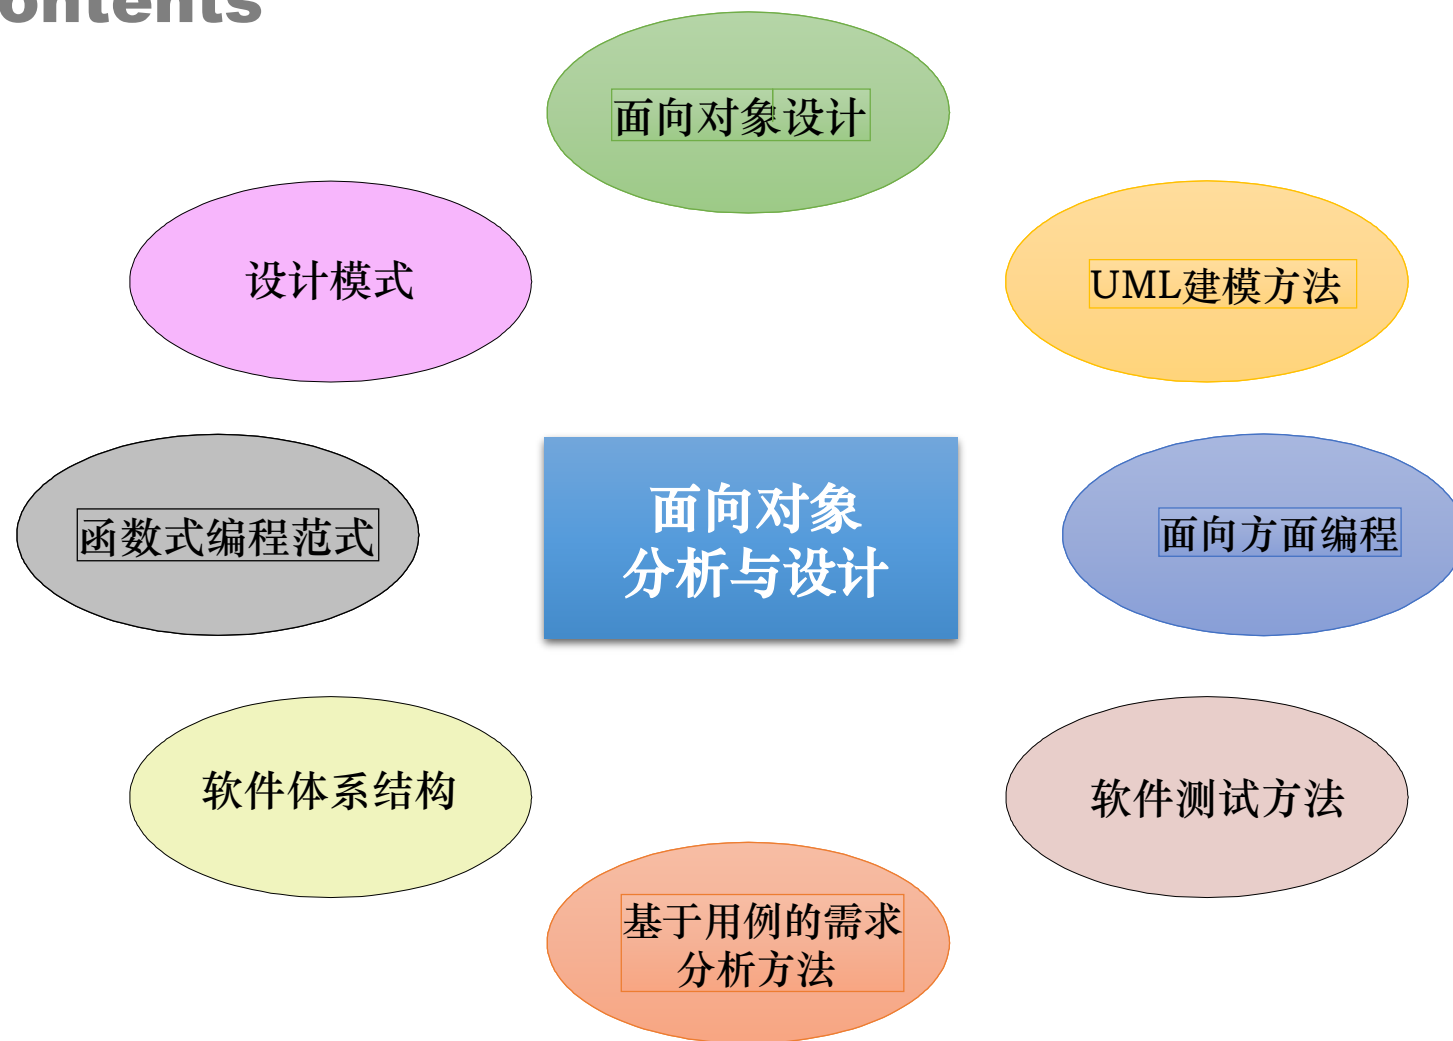 ontents
面向对象设计
设计模式
UML建模方法
函数式编程范式
面向对象
分析与设计
面向方面编程
软件体系结构
软件测试方法
基于用例的需求
分析方法